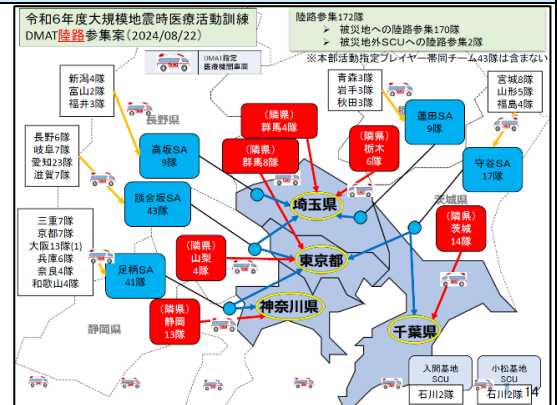 令和6年度大規模地震時医療活動訓練
DMAT陸路参集案(2024/08/22)
DMAT指定
医療機関車両
陸路参集172隊
➢ 被災地への陸路参集170隊
➢ 被災地外SCUへの陸路参集2隊
※本部活動指定プレイヤー帯同チーム43隊は含まない
新潟4隊
富山2隊
福井3隊
長野県
青森3隊
岩手3隊
秋田3隊
宮城8隊
山形5隊
福島4隊
(隣県)
群馬4隊
(隣県)
群馬8隊
(隣県)
栃木
6隊
蓮田SA
9隊
守谷SA
17隊
長野6隊
岐阜7隊
愛知23隊
滋賀7隊
高坂SA
9隊
談合坂SA
43隊
埼玉県
茨城県
(隣県)
茨城
14隊
三重7隊
京都7隊
大阪13隊(1)
兵庫6隊
奈良4隊
和歌山4隊
足柄SA
41隊
(隣県)
山梨
4隊
東京都
静岡県
(隣県)
静岡
13隊
神奈川県
千葉県
入間基地
SCU
石川2隊
小松基地
SCU
石川2隊
14